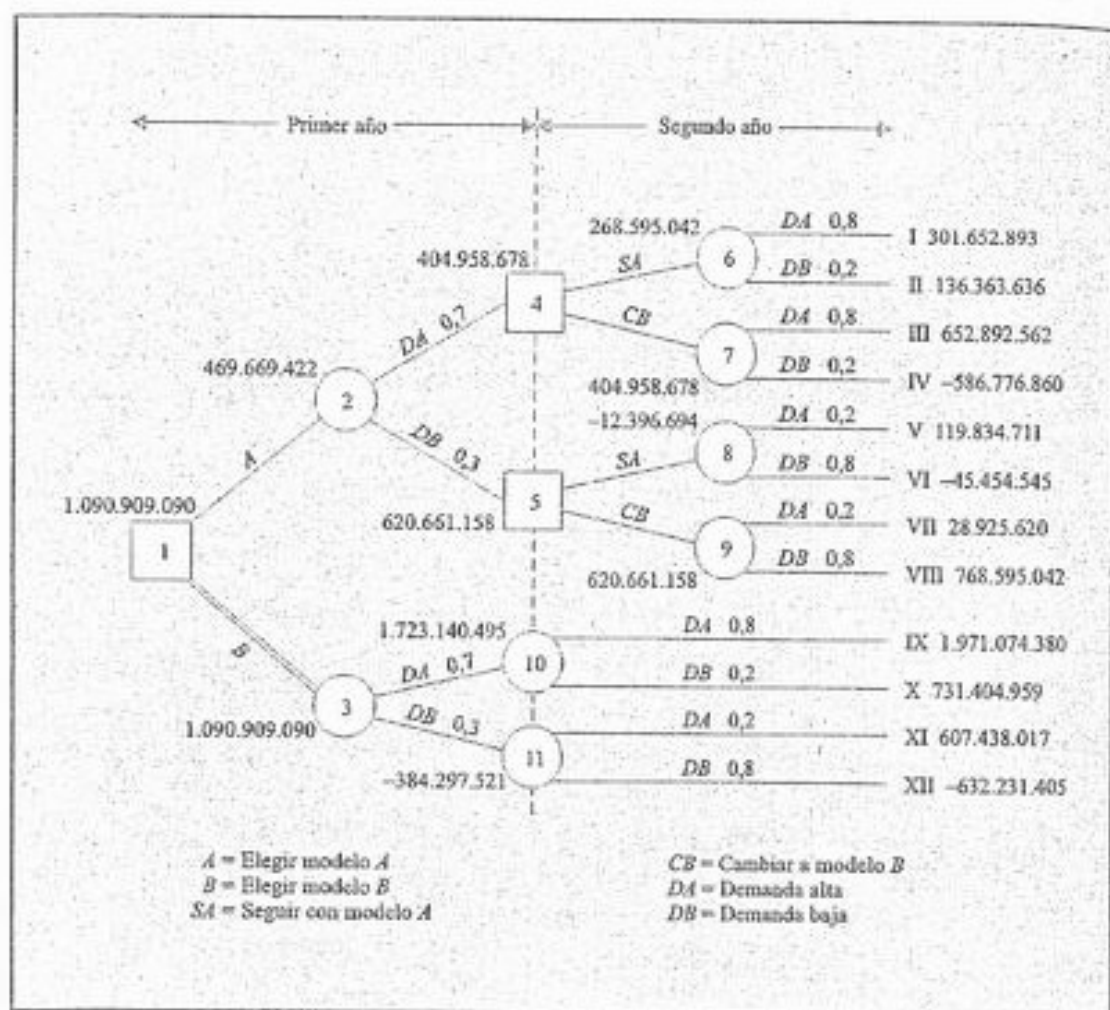 Primer año Segundo año
268.595.042 DA 0,8 I 301.652.893
404.958.678 SA 6 DB 0,2 II 136.363.636
4 CB DA 0,8 III 652.892.562
DA 0,7 7 DB 0,2 IV −586.776.860
469.669.422 2 404.958.678
−12.396.694 DA 0,2 V 119.834.711
DB 0,3 SA 8 DB 0,8 VI −45.454.545
A 5 CB DA 0,2 VII 28.925.620
1.090.909.090 620.661.158 9 DB 0,8 VIII 768.595.042
1 620.661.158
1.723.140.495 DA 0,8 IX 1.971.074.380
B DA 0,7 10 DB 0,2 X 731.404.959
3 DB 0,3 DA 0,2 XI 607.438.017
1.090.909.090 11 DB 0,8 XII −632.231.405
−384.297.521
A = Elegir modelo A
B = Elegir modelo B
SA = Seguir con modelo A
CB = Cambiar a modelo B
DA = Demanda alta
DB = Demanda baja